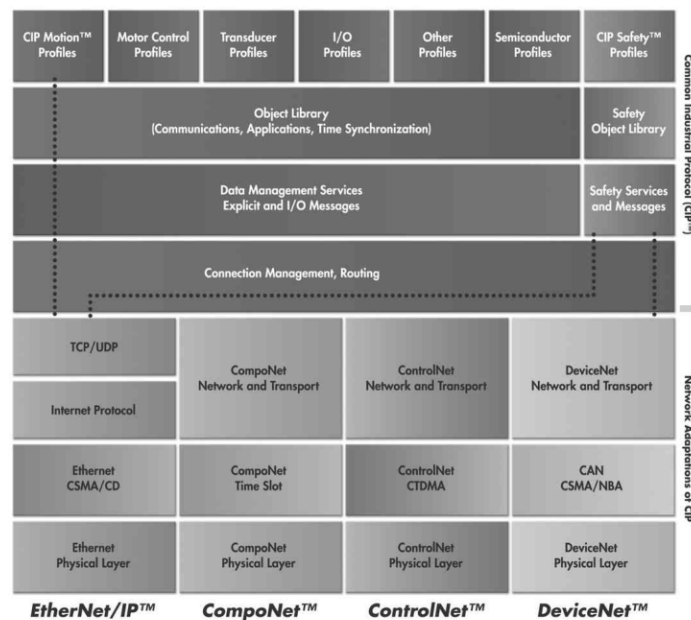 CIP Motion™
Profiles
Motor Control
Profiles
Transducer
Profiles
I/O
Profiles
Other
Profiles
Semiconductor
Profiles
CIP Safety™
Profiles
Object Library
(Communications, Applications, Time Synchronization)
Safety
Object Library
Data Management Services
Explicit and I/O Messages
Safety Services
and Messages
Connection Management, Routing
Common Industrial Protocol (CIP™)
TCP/UDP
Internet Protocol
CompoNet
Network and Transport
ControlNet
Network and Transport
DeviceNet
Network and Transport
Ethernet
CSMA/CD
CompoNet
Time Slot
ControlNet
CTDMA
CAN
CSMA/NBA
Ethernet
Physical Layer
CompoNet
Physical Layer
ControlNet
Physical Layer
DeviceNet
Physical Layer
Network Adaptations of CIP
EtherNet/IP™
CompoNet™
ControlNet™
DeviceNet™